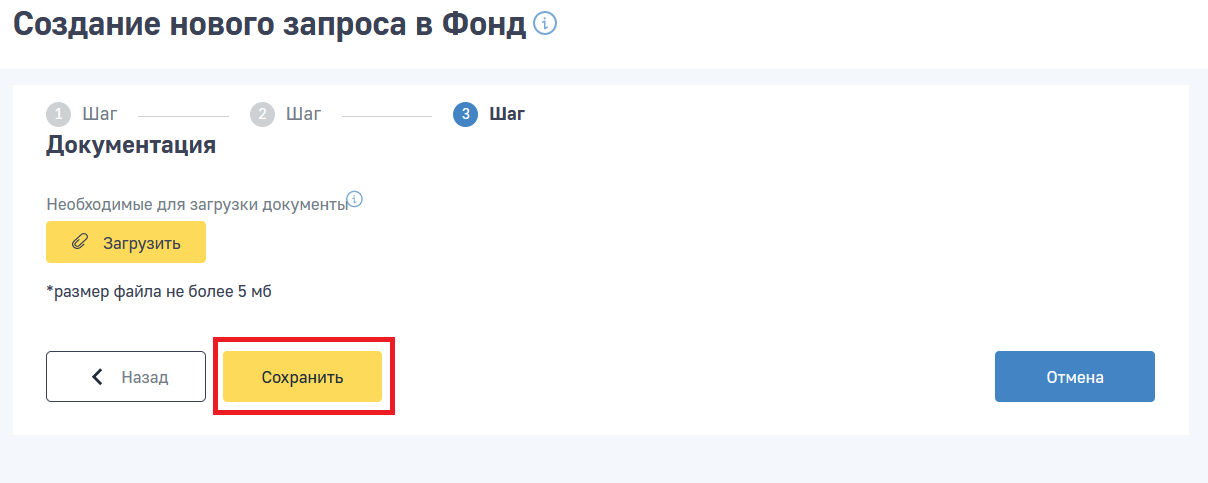 Создание нового запроса в Фонд
1 Шаг 2 Шаг 3 Шаг
Документация
Необходимые для загрузки документы
Загрузить
*размер файла не более 5 мб
Назад Сохранить Отмена